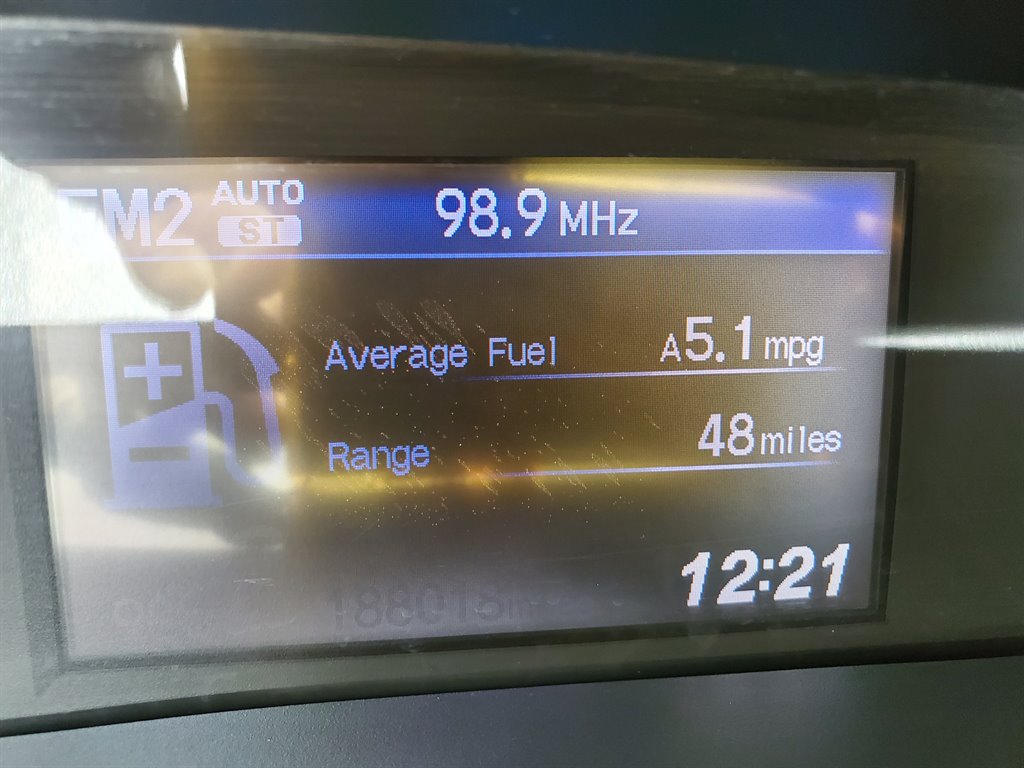 FM2 AUTO ST 98.9 MHz
Average Fuel A5.1 mpg
Range 48 miles
12:21